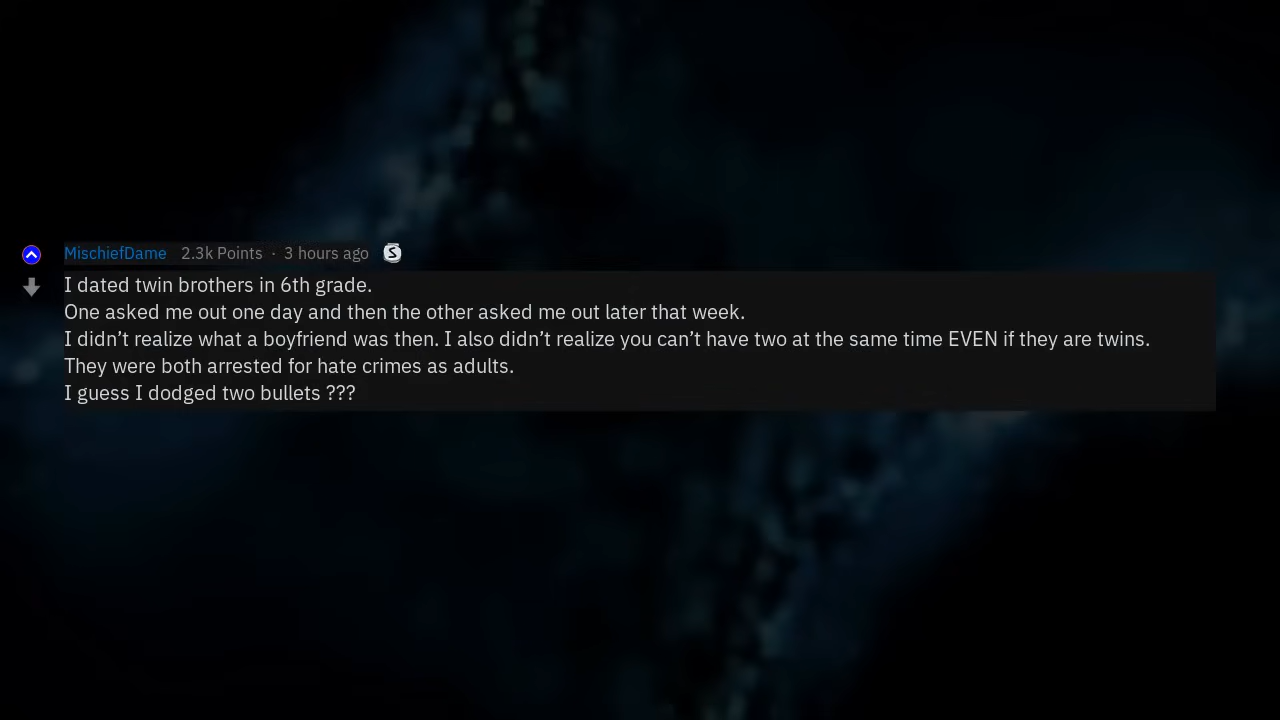 MischiefDame 2.3k Points · 3 hours ago S
I dated twin brothers in 6th grade.
One asked me out one day and then the other asked me out later that week.
I didn’t realize what a boyfriend was then. I also didn’t realize you can’t have two at the same time EVEN if they are twins.
They were both arrested for hate crimes as adults.
I guess I dodged two bullets ???